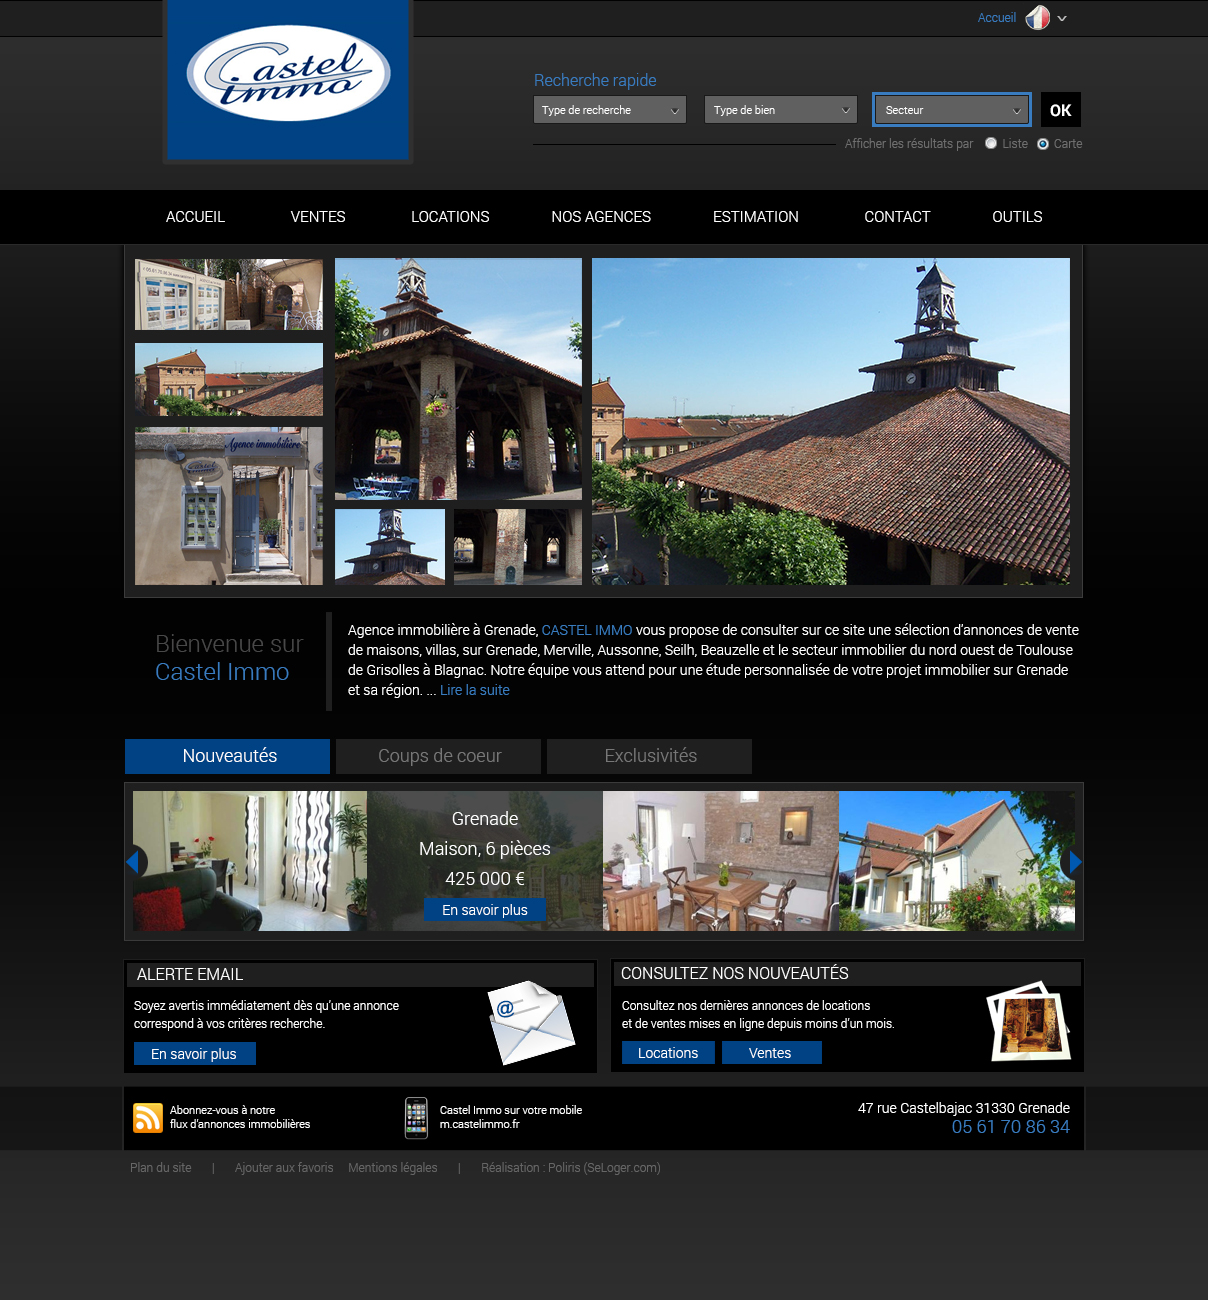 Accueil
Castel
immo
Recherche rapide
Type de recherche
Type de bien
Secteur
OK
Afficher les résultats par
Liste
Carte
ACCUEIL
VENTES
LOCATIONS
NOS AGENCES
ESTIMATION
CONTACT
OUTILS
Agence immobilière
Castel
Bienvenue sur
Castel Immo
Agence immobilière à Grenade, CASTEL IMMO vous propose de consulter sur ce site une sélection d'annonces de vente
de maisons, villas, sur Grenade, Merville, Aussonne, Seilh, Beauzelle et le secteur immobilier du nord ouest de Toulouse
de Grisolles à Blagnac. Notre équipe vous attend pour une étude personnalisée de votre projet immobilier sur Grenade
et sa région. ... Lire la suite
Nouveautés
Coups de coeur
Exclusivités
Grenade
Maison, 6 pièces
425 000 €
En savoir plus
ALERTE EMAIL
Soyez avertis immédiatement dès qu'une annonce
correspond à vos critères recherche.
@
En savoir plus
CONSULTEZ NOS NOUVEAUTÉS
Consultez nos dernières annonces de locations
et de ventes mises en ligne depuis moins d'un mois.
Locations
Ventes
Abonnez-vous à notre
flux d'annonces immobilières
Castel Immo sur votre mobile
m.castelimmo.fr
47 rue Castelbajac 31330 Grenade
05 61 70 86 34
Plan du site | Ajouter aux favoris Mentions légales | Réalisation : Poliris (SeLoger.com)